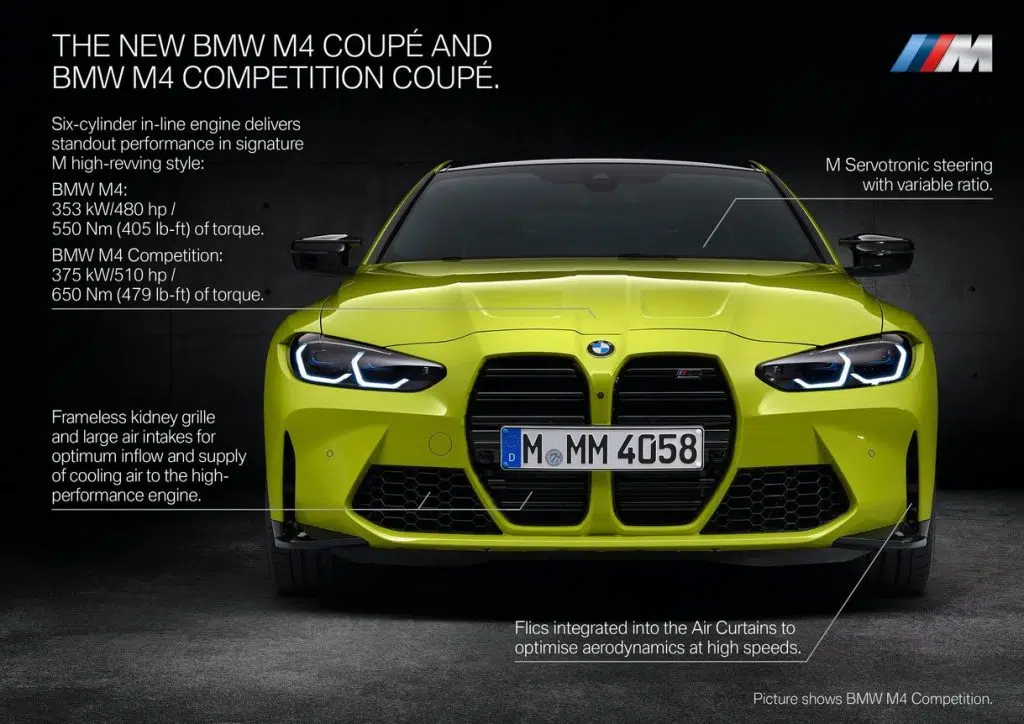 THE NEW BMW M4 COUPÉ AND
BMW M4 COMPETITION COUPÉ.
M
Six-cylinder in-line engine delivers
standout performance in signature
M high-revving style:
BMW M4:
353 kW/480 hp /
550 Nm (405 lb-ft) of torque.
BMW M4 Competition:
375 kW/510 hp /
650 Nm (479 lb-ft) of torque.
M Servotronic steering
with variable ratio.
Frameless kidney grille
and large air intakes for
optimum inflow and supply
of cooling air to the high-
performance engine.
D M MM 4058
Flics integrated into the Air Curtains to
optimise aerodynamics at high speeds.
Picture shows BMW M4 Competition.